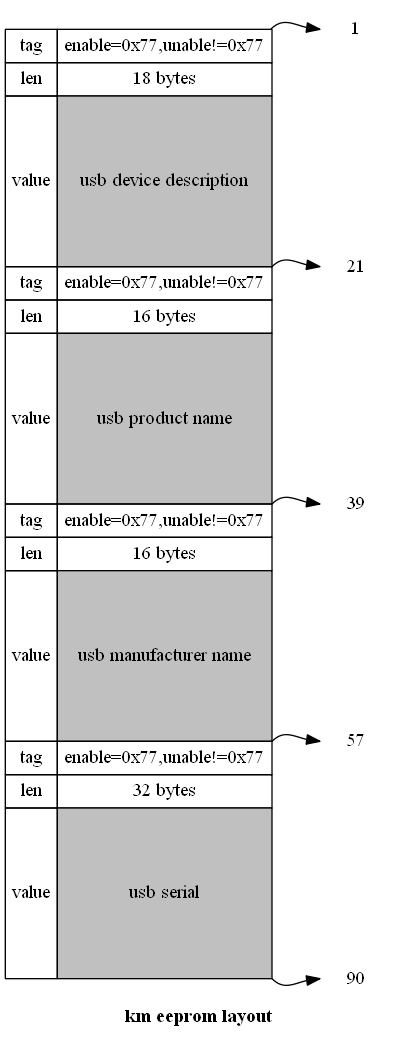 1
tag enable=0x77,unable!=0x77
len 18 bytes
value usb device description
21
tag enable=0x77,unable!=0x77
len 16 bytes
value usb product name
39
tag enable=0x77,unable!=0x77
len 16 bytes
value usb manufacturer name
57
tag enable=0x77,unable!=0x77
len 32 bytes
value usb serial
90
km eeprom layout